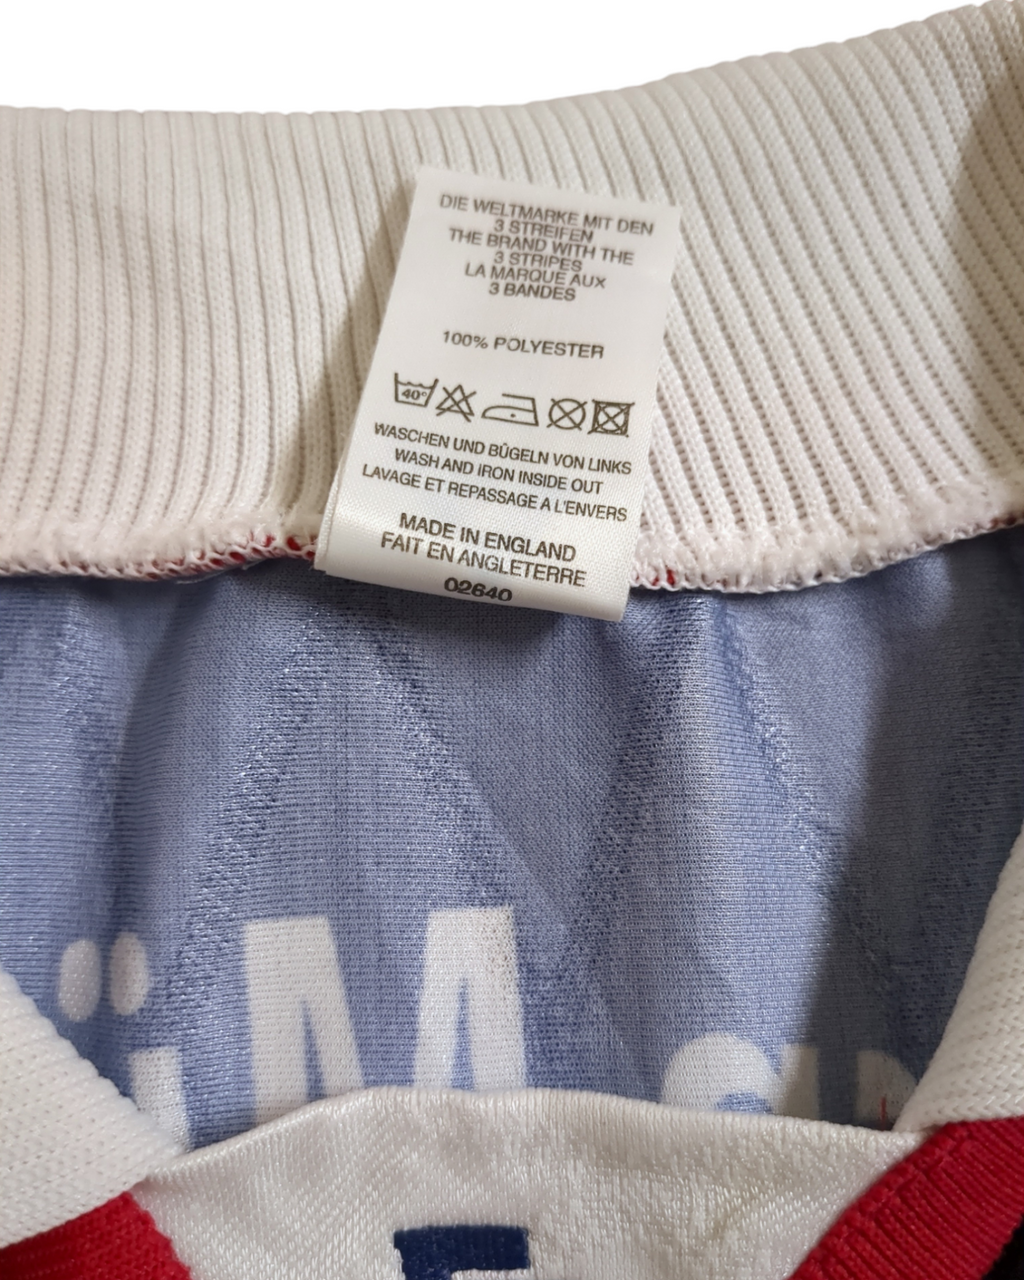 DIE WELTMARKE MIT DEN
3 STREIFEN
THE BRAND WITH THE
3 STRIPES
LA MARQUE AUX
3 BANDES
100% POLYESTER
40°
WASCHEN UND BÜGELN VON LINKS
WASH AND IRON INSIDE OUT
LAVAGE ET REPASSAGE A L'ENVERS
MADE IN ENGLAND
FAIT EN ANGLETERRE
02640